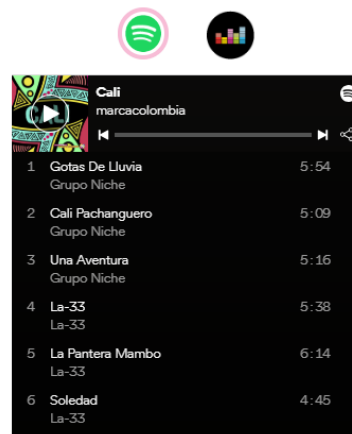 Cali
marcacolombia
CALI
1 Gotas De Lluvia 5:54
Grupo Niche
2 Cali Pachanguero 5:09
Grupo Niche
3 Una Aventura 5:16
Grupo Niche
4 La-33 5:38
La-33
5 La Pantera Mambo 6:14
La-33
6 Soledad 4:45
La-33